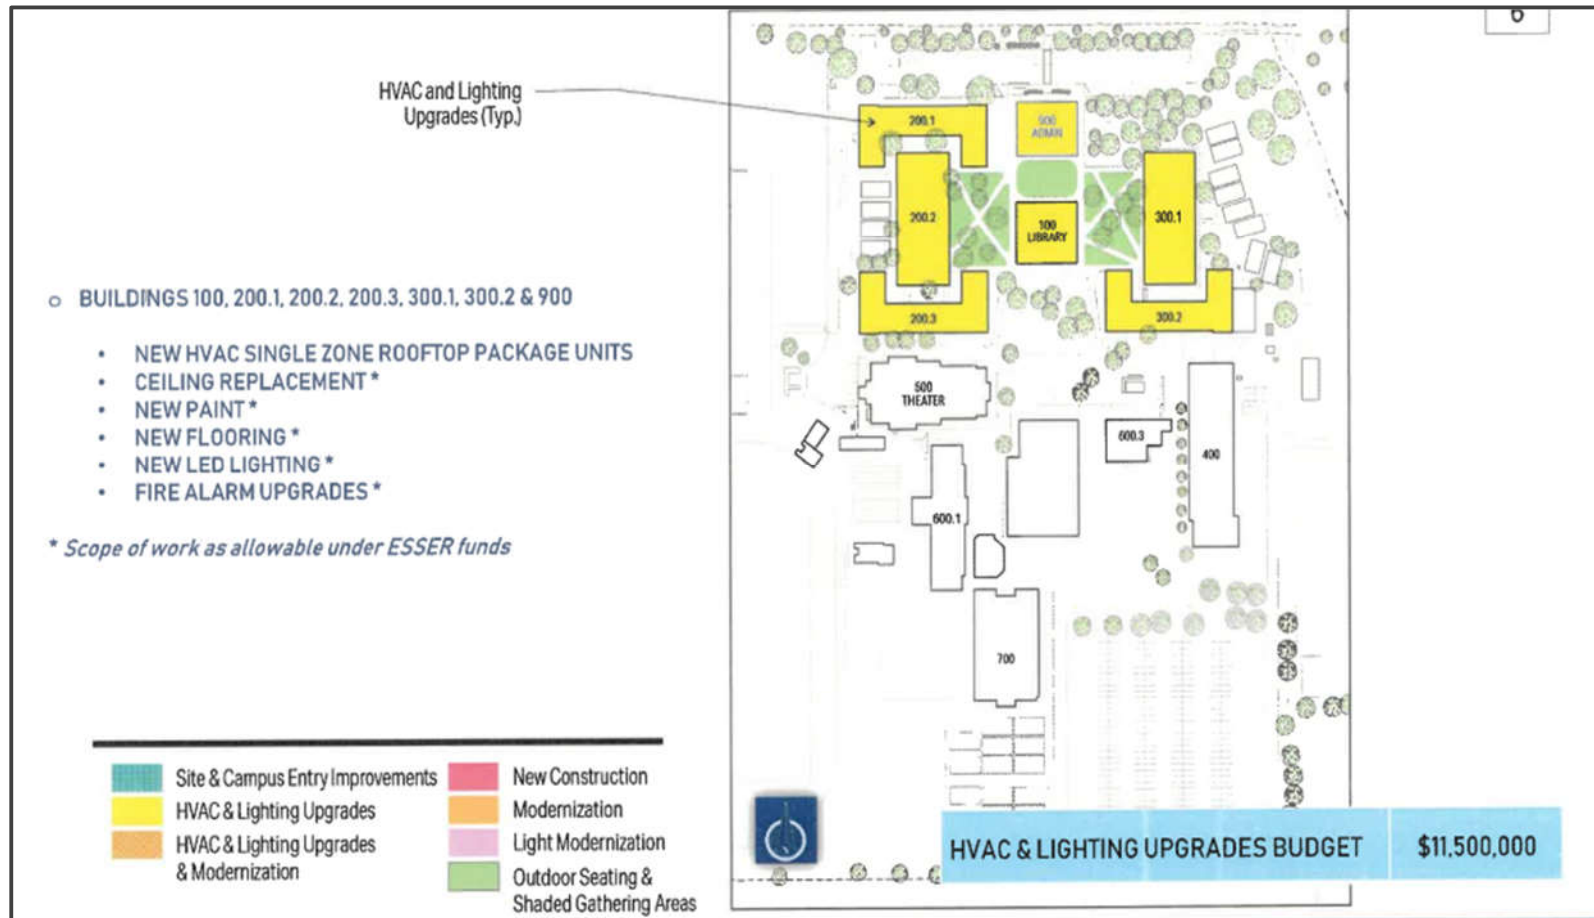 6
HVAC and Lighting
Upgrades (Typ.)
200.1
900
ADMIN
200.2
100
LIBRARY
300.1
200.3
300.2
500
THEATER
600.3
400
600.1
700
○ BUILDINGS 100, 200.1, 200.2, 200.3, 300.1, 300.2 & 900
• NEW HVAC SINGLE ZONE ROOFTOP PACKAGE UNITS
• CEILING REPLACEMENT *
• NEW PAINT *
• NEW FLOORING *
• NEW LED LIGHTING *
• FIRE ALARM UPGRADES *
* Scope of work as allowable under ESSER funds
Site & Campus Entry Improvements
HVAC & Lighting Upgrades
HVAC & Lighting Upgrades
& Modernization
New Construction
Modernization
Light Modernization
Outdoor Seating &
Shaded Gathering Areas
HVAC & LIGHTING UPGRADES BUDGET $11,500,000